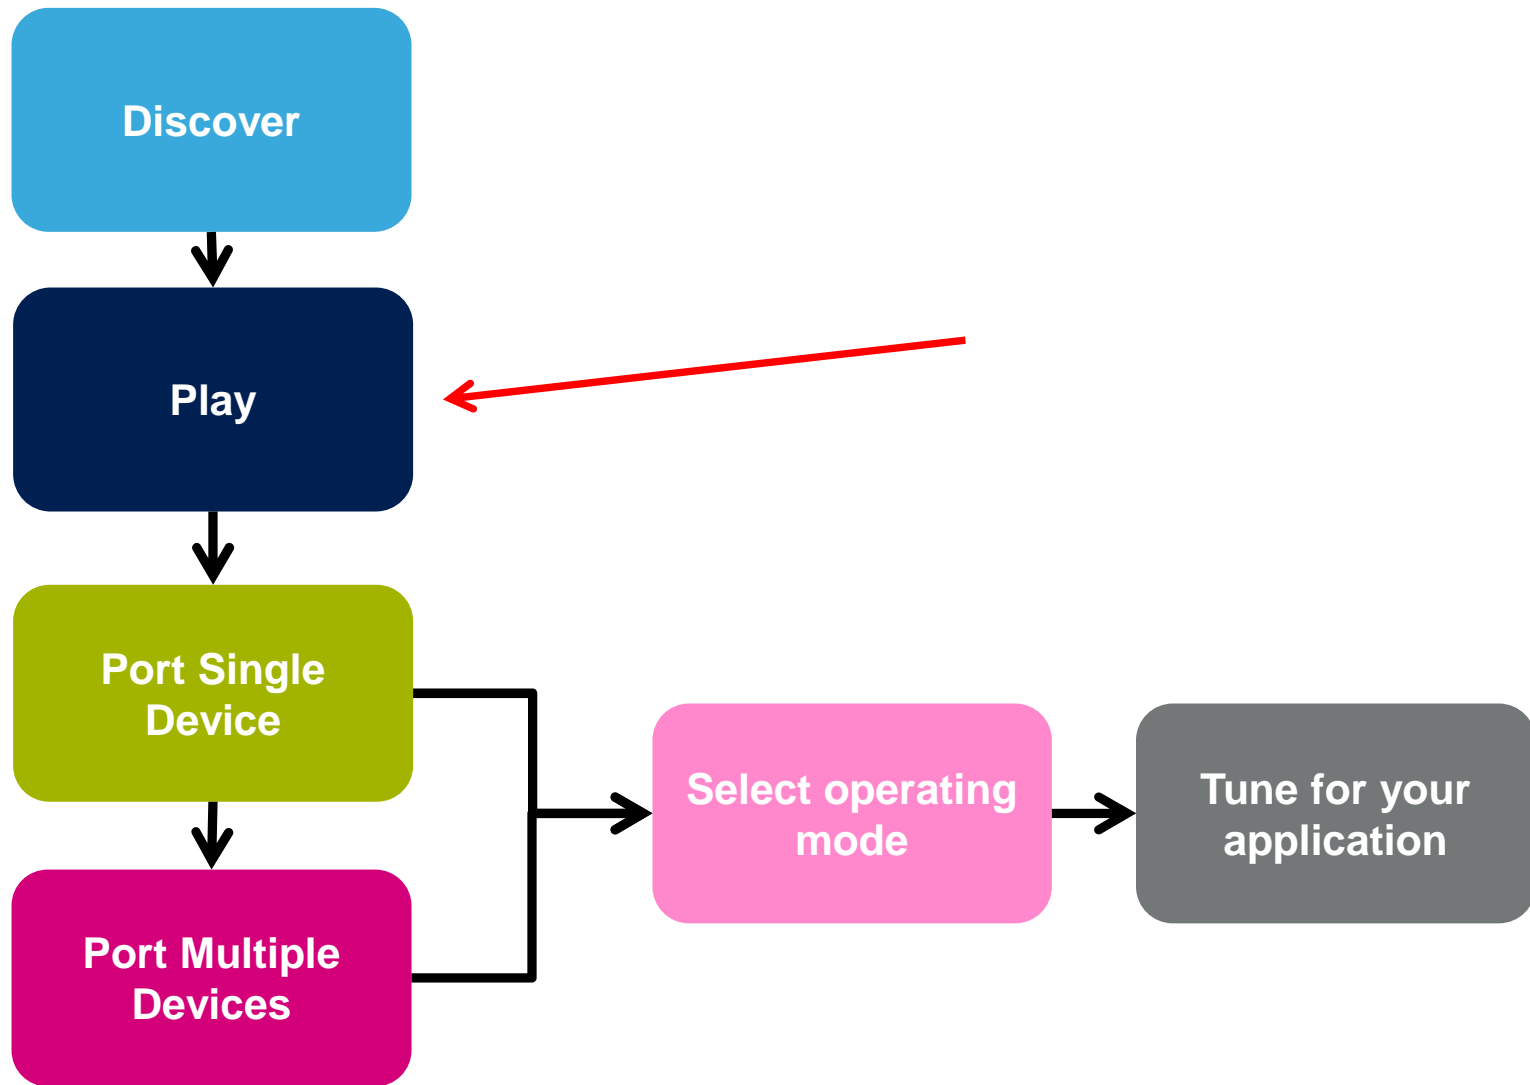 Discover
Play
Port Single
Device
Select operating
mode
Tune for your
application
Port Multiple
Devices